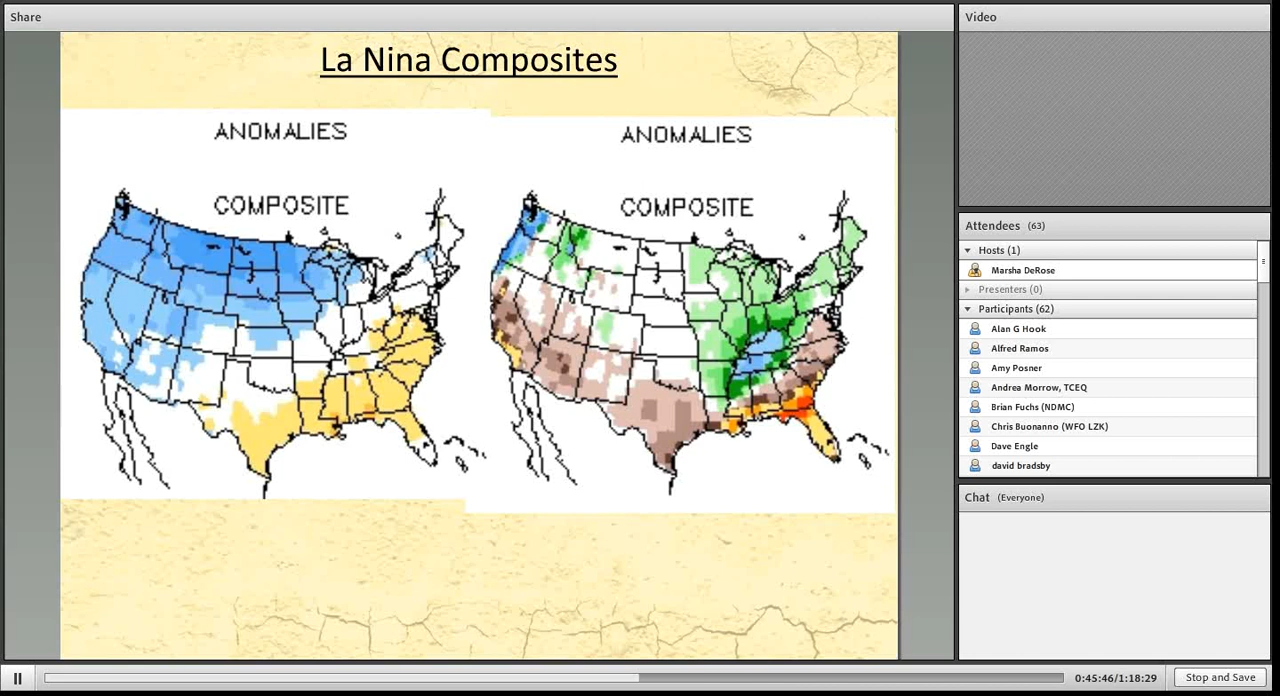 Share
La Nina Composites
ANOMALIES
COMPOSITE
ANOMALIES
COMPOSITE
Video
Attendees (63)
Hosts (1)
Marsha DeRose
Presenters (0)
Participants (62)
Alan G Hook
Alfred Ramos
Amy Posner
Andrea Morrow, TCEQ
Brian Fuchs (NDMC)
Chris Buonanno (WFO LZK)
Dave Engle
david bradsby
Chat (Everyone)
0:45:46/1:18:29
Stop and Save